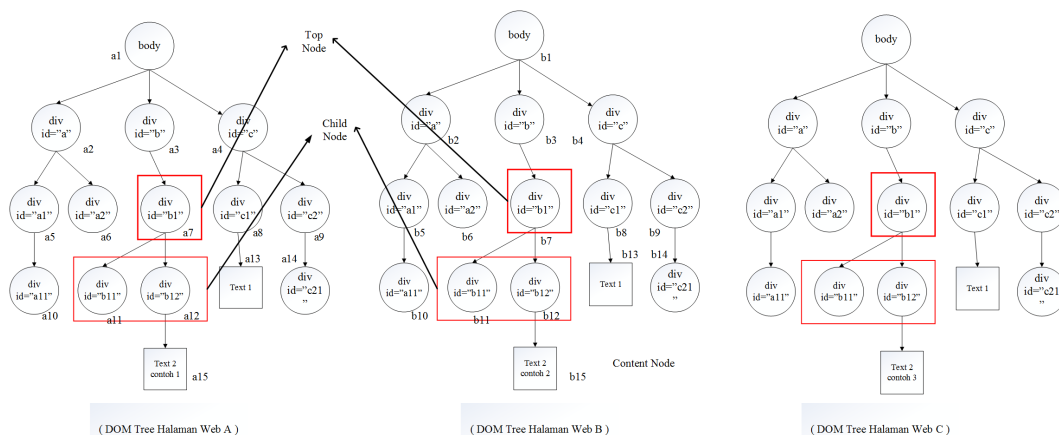 Top
Node
Child
Node
body
a1
div
id="a"
a2
div
id="b"
a3
div
id="c"
a4
div
id="a1"
a5
div
id="a2"
a6
div
id="b1"
a7
div
id="c1"
a8
div
id="c2"
a9
div
id="a11"
a10
div
id="b11"
a11
div
id="b12"
a12
a13
Text 1
a14
div
id="c21
"
Text 2
contoh 1
a15
( DOM Tree Halaman Web A )
body
b1
div
id="a"
b2
div
id="b"
b3
div
id="c"
b4
div
id="a1"
b5
div
id="a2"
b6
div
id="b1"
b7
div
id="c1"
b8
div
id="c2"
b9
div
id="a11"
b10
div
id="b11"
b11
div
id="b12"
b12
b13
Text 1
b14
div
id="c21
"
Text 2
contoh 2
b15
Content Node
( DOM Tree Halaman Web B )
body
div
id="a"
div
id="b"
div
id="c"
div
id="a1"
div
id="a2"
div
id="b1"
div
id="c1"
div
id="c2"
div
id="a11"
div
id="b11"
div
id="b12"
Text 1
div
id="c21
"
Text 2
contoh 3
( DOM Tree Halaman Web C )